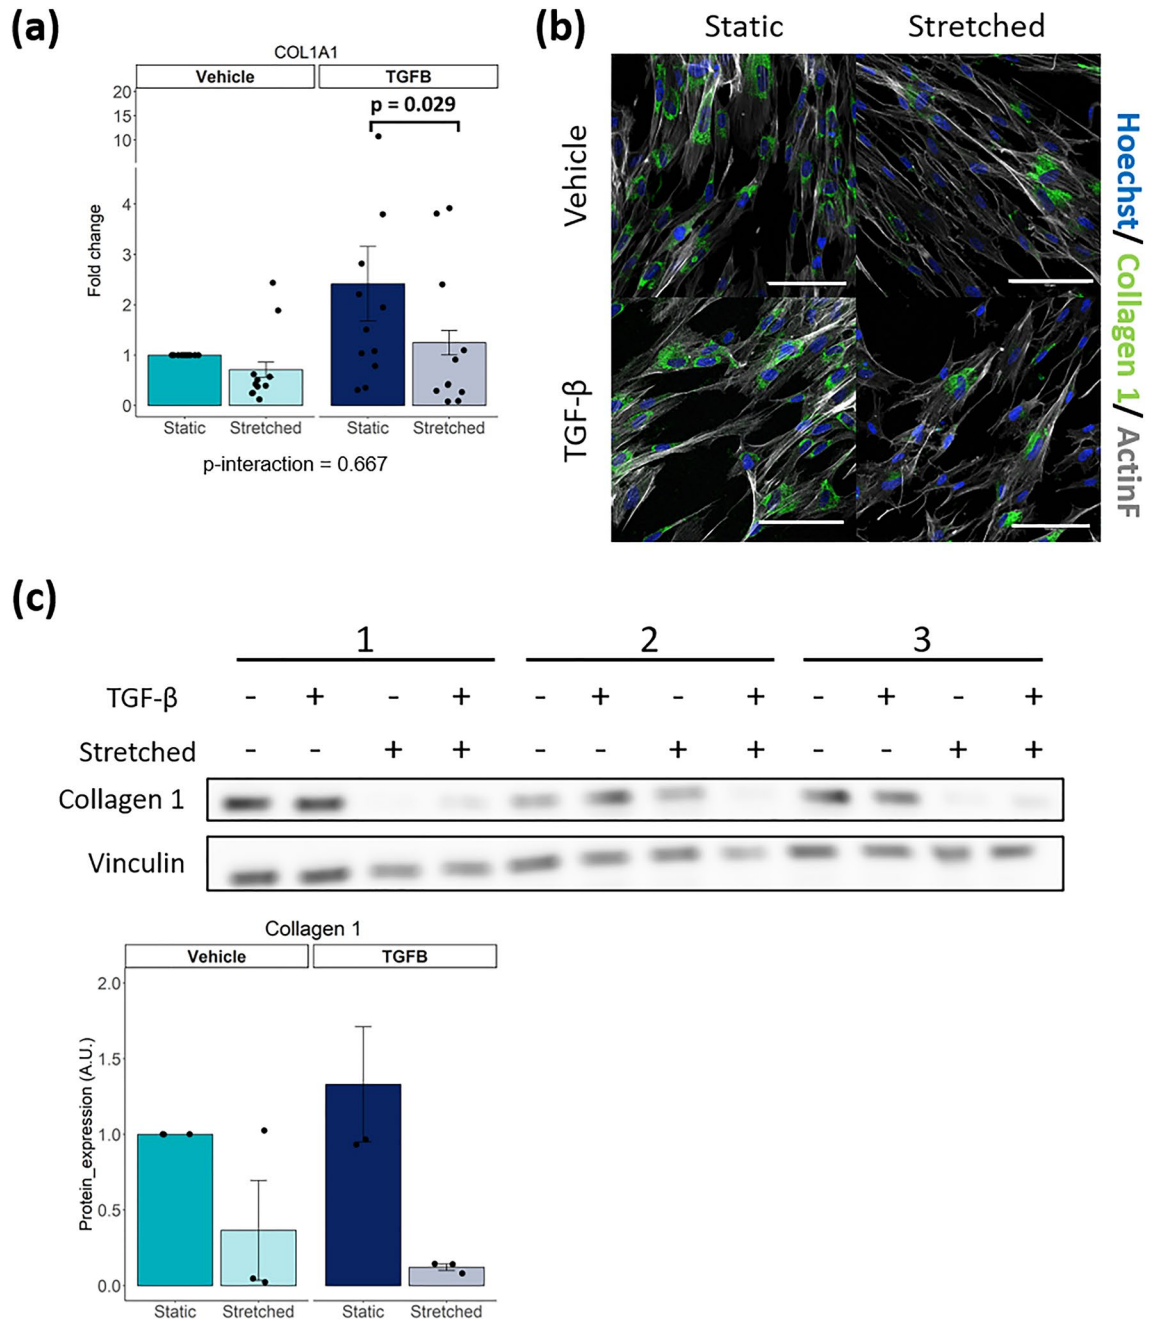 (a)
COL1A1
Vehicle TGFB
p = 0.029
20
15
10
4
3
2
1
0
Fold change
Static Stretched Static Stretched
p-interaction = 0.667
(b)
Static Stretched
Vehicle
TGF-β
Hoechst/ Collagen 1/ ActinF
(c)
1 2 3
TGF-β - + - + - + - + - + - +
Stretched - - + + - - + + - - + +
Collagen 1
Vinculin
Collagen 1
Vehicle TGFB
2.0
1.5
1.0
0.5
0.0
Protein_expression (A.U.)
Static Stretched Static Stretched